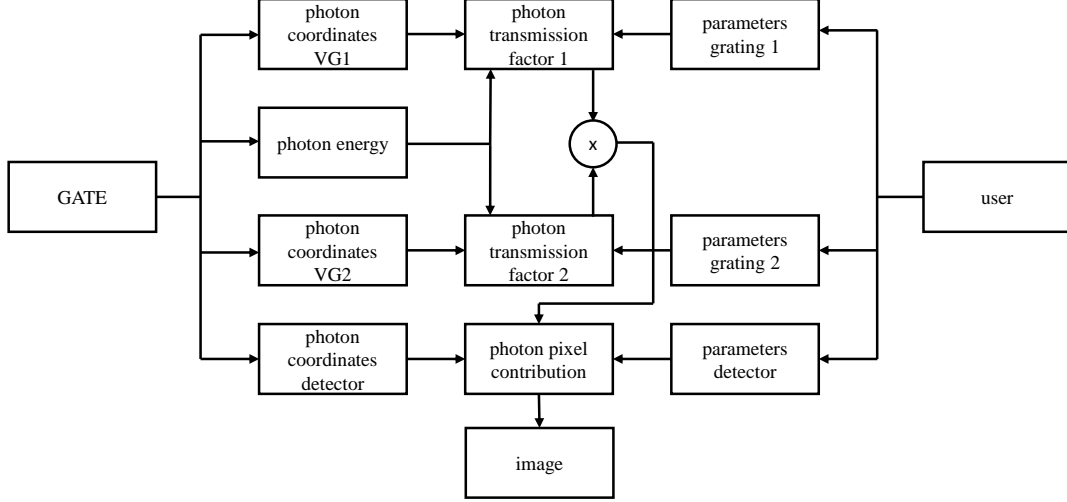 photon
coordinates
VG1
photon
transmission
factor 1
parameters
grating 1
photon energy
x
GATE
user
photon
coordinates
VG2
photon
transmission
factor 2
parameters
grating 2
photon
coordinates
detector
photon pixel
contribution
parameters
detector
image